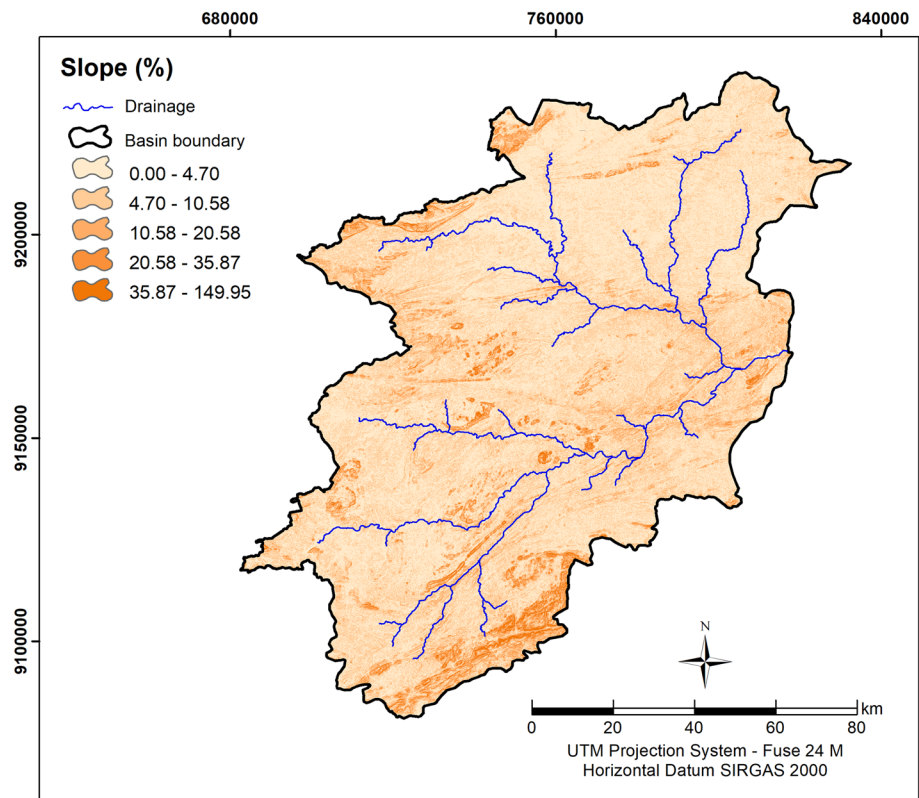 680000 760000 840000
Slope (%)
Drainage
Basin boundary
0.00 - 4.70
4.70 - 10.58
10.58 - 20.58
20.58 - 35.87
35.87 - 149.95
9200000
9150000
9100000
N
km
0 20 40 60 80
UTM Projection System - Fuse 24 M
Horizontal Datum SIRGAS 2000